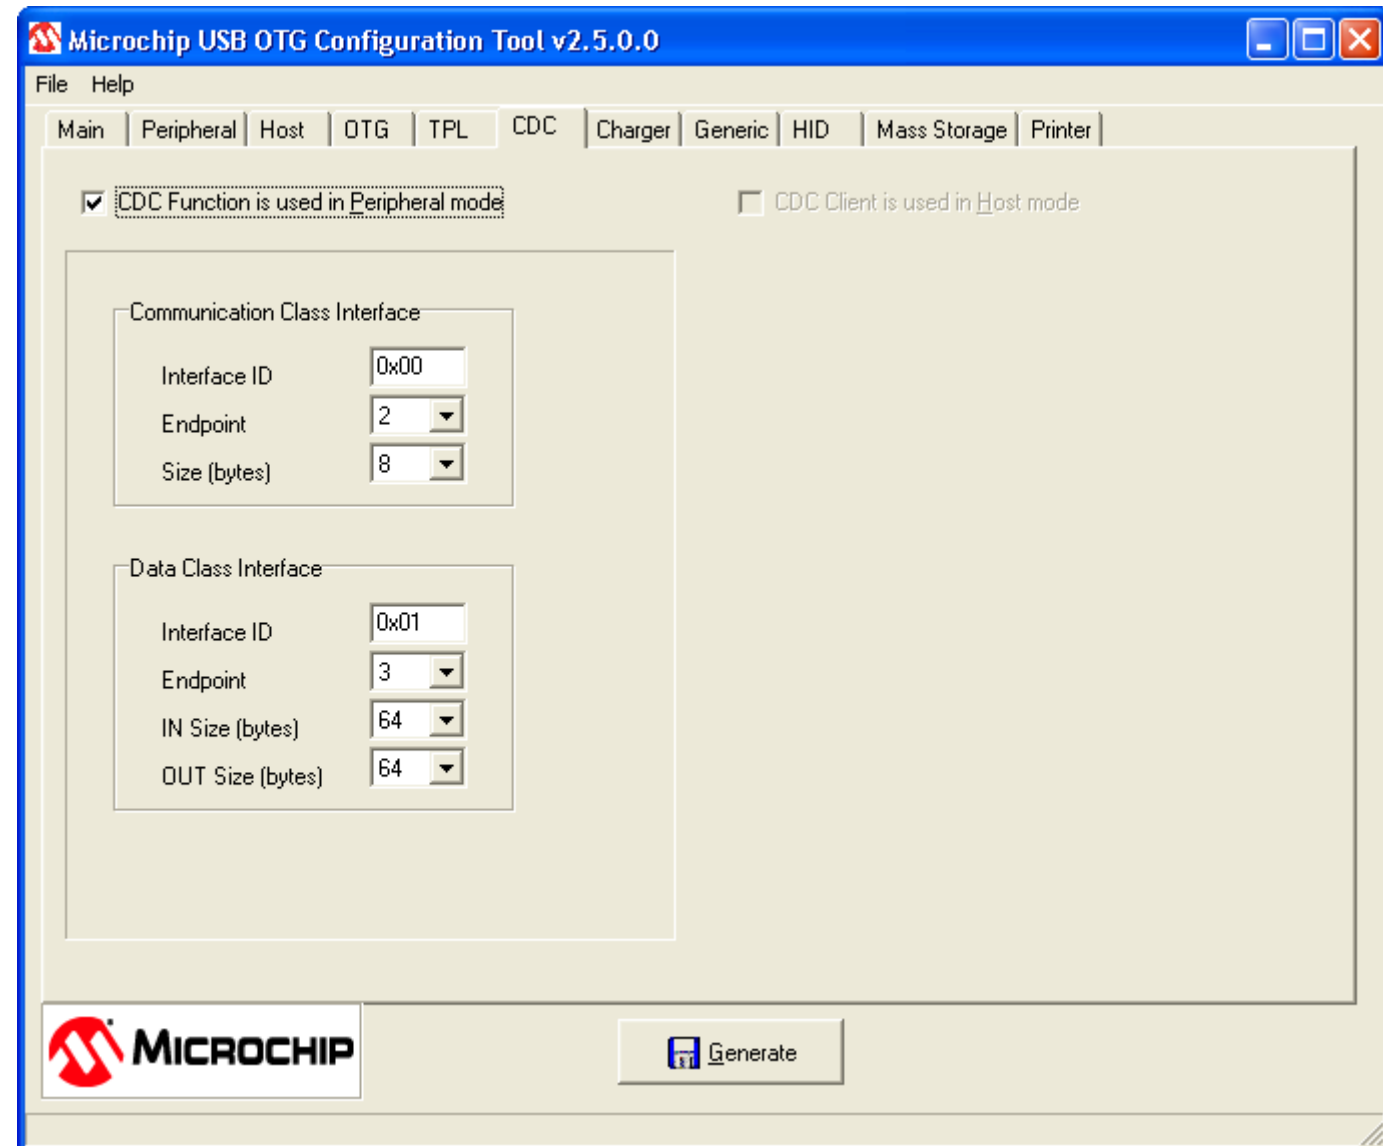 Microchip USB OTG Configuration Tool v2.5.0.0
File Help
Main Peripheral Host OTG TPL CDC Charger Generic HID Mass Storage Printer
CDC Function is used in Peripheral mode CDC Client is used in Host mode
Communication Class Interface
Interface ID 0x00
Endpoint 2
Size (bytes) 8
Data Class Interface
Interface ID 0x01
Endpoint 3
IN Size (bytes) 64
OUT Size (bytes) 64
MICROCHIP Generate